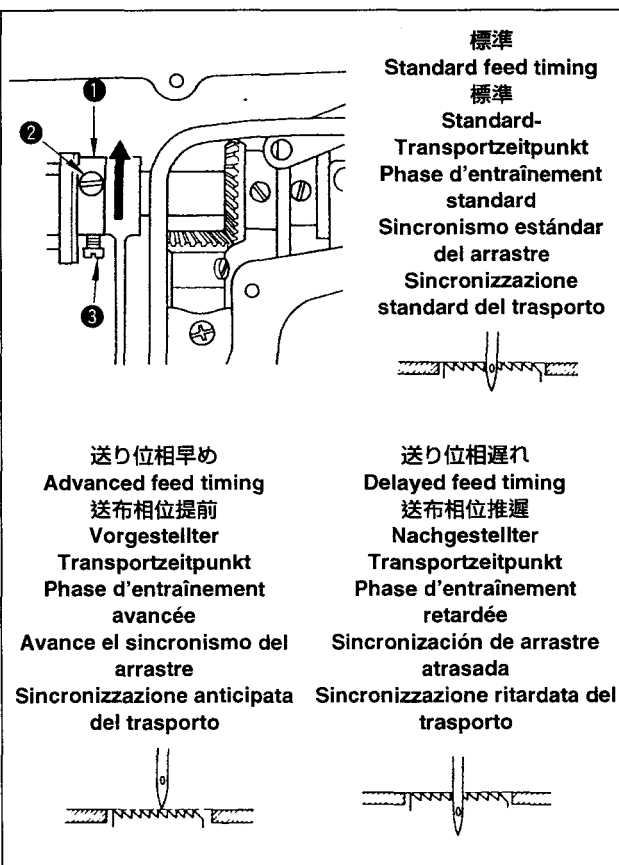 1
2
3
標準
Standard feed timing
標準
Standard-
Transportzeitpunkt
Phase d'entraînement
standard
Sincronismo estándar
del arrastre
Sincronizzazione
standard del trasporto
送り位相早め
Advanced feed timing
送布相位提前
Vorgestellter
Transportzeitpunkt
Phase d'entraînement
avancée
Avance el sincronismo del
arrastre
Sincronizzazione anticipata
del trasporto
送り位相遅れ
Delayed feed timing
送布相位推遲
Nachgestellter
Transportzeitpunkt
Phase d'entraînement
retardée
Sincronización de arrastre
atrasada
Sincronizzazione ritardata del
trasporto